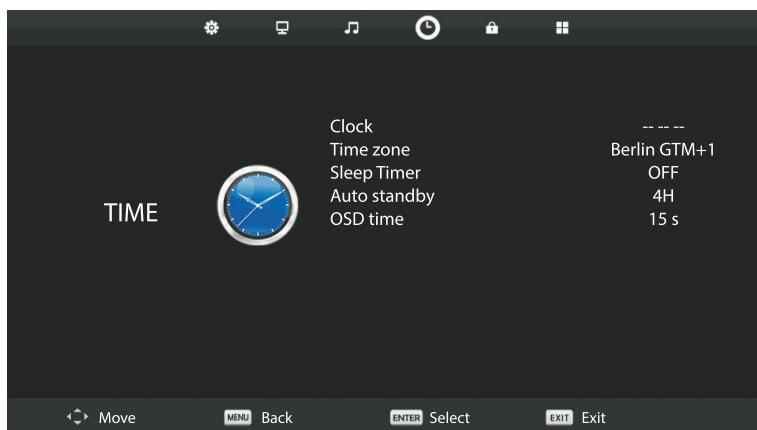 TIME
Clock -- -- --
Time zone Berlin GTM+1
Sleep Timer OFF
Auto standby 4H
OSD time 15 s
Move MENU Back ENTER Select EXIT Exit